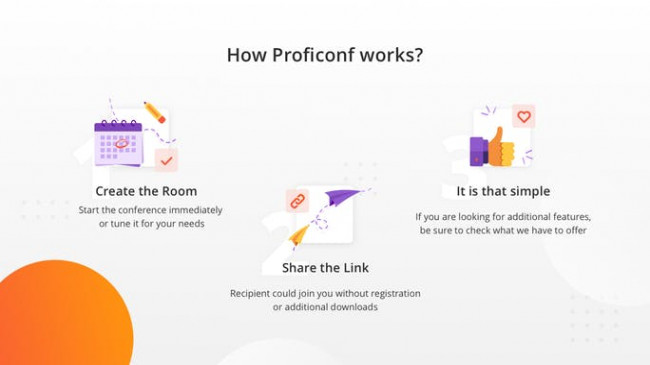 How Proficonf works?
1
Create the Room
Start the conference immediately
or tune it for your needs
2
Share the Link
Recipient could join you without registration
or additional downloads
3
It is that simple
If you are looking for additional features,
be sure to check what we have to offer